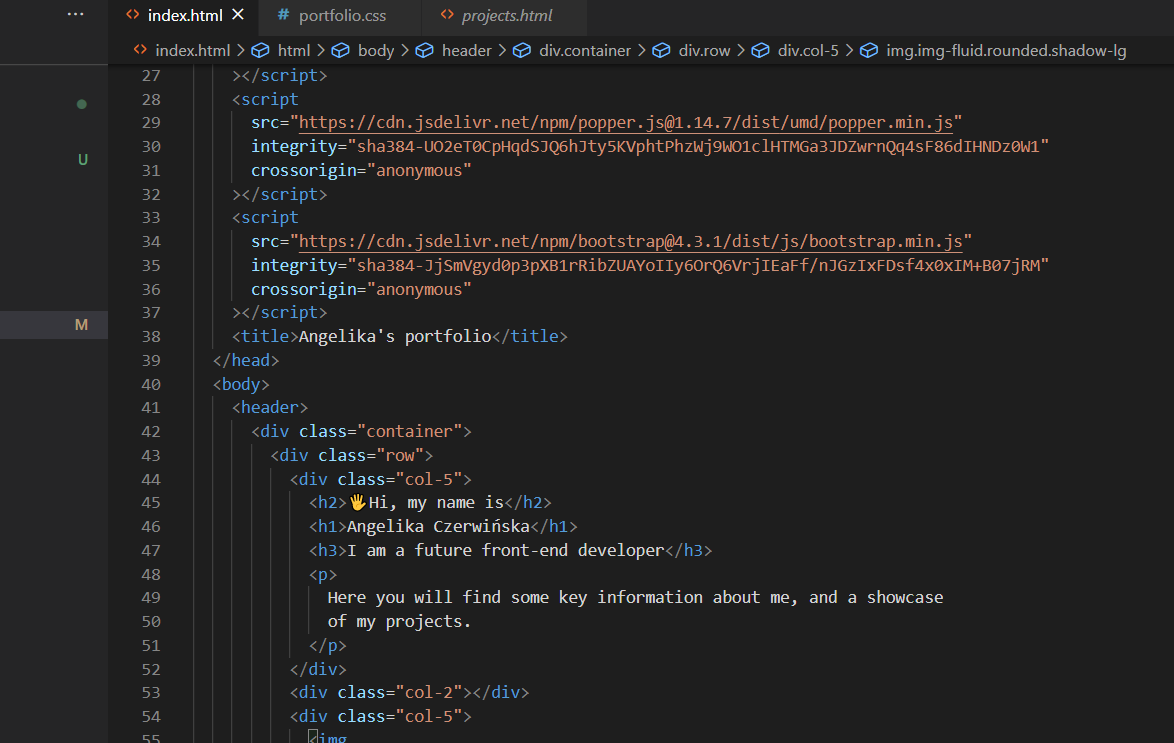 index.html
portfolio.css
projects.html
index.html > html > body > header > div.container > div.row > div.col-5 > img.img-fluid.rounded.shadow-lg
U
M
27 ></script>
28 <script
29 src="https://cdn.jsdelivr.net/npm/popper.js@1.14.7/dist/umd/popper.min.js"
30 integrity="sha384-UO2eT0CpHqdSJQ6hJty5KVphtPhzWj9WO1clHTMGa3JDZwrnQq4sF86dIHNDz0W1"
31 crossorigin="anonymous"
32 ></script>
33 <script
34 src="https://cdn.jsdelivr.net/npm/bootstrap@4.3.1/dist/js/bootstrap.min.js"
35 integrity="sha384-JjSmVgyd0p3pXB1rRibZUAYoIIy6OrQ6VrjIEaFf/nJGzIxFDsf4x0xIM+B07jRM"
36 crossorigin="anonymous"
37 ></script>
38 <title>Angelika's portfolio</title>
39 </head>
40 <body>
41 <header>
42 <div class="container">
43 <div class="row">
44 <div class="col-5">
45 <h2>🖐Hi, my name is</h2>
46 <h1>Angelika Czerwińska</h1>
47 <h3>I am a future front-end developer</h3>
48 <p>
49 Here you will find some key information about me, and a showcase
50 of my projects.
51 </p>
52 </div>
53 <div class="col-2"></div>
54 <div class="col-5">
55 <img